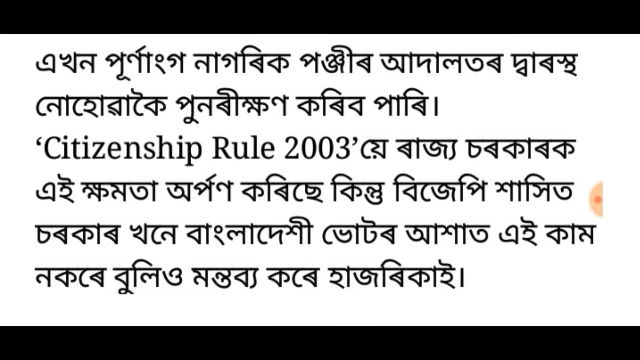 এখন পূৰ্ণাংগ নাগৰিক পঞ্জীৰ আদালতৰ দ্বাৰস্থ
নোহোৱাকৈ পুনৰীক্ষণ কৰিব পাৰি।
‘Citizenship Rule 2003’য়ে ৰাজ্য চৰকাৰক
এই ক্ষমতা অৰ্পণ কৰিছে কিন্তু বিজেপি শাসিত
চৰকাৰ খনে বাংলাদেশী ভোটৰ আশাত এই কাম
নকৰে বুলিও মন্তব্য কৰে হাজৰিকাই।